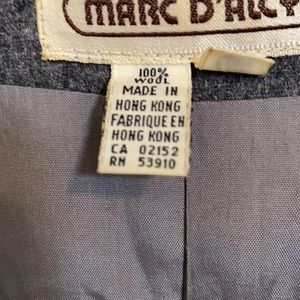 MARC D'ALCY
100%
WOOL
MADE IN
HONG KONG
FABRIQUE EN
HONG KONG
CA 02152
RN 53910